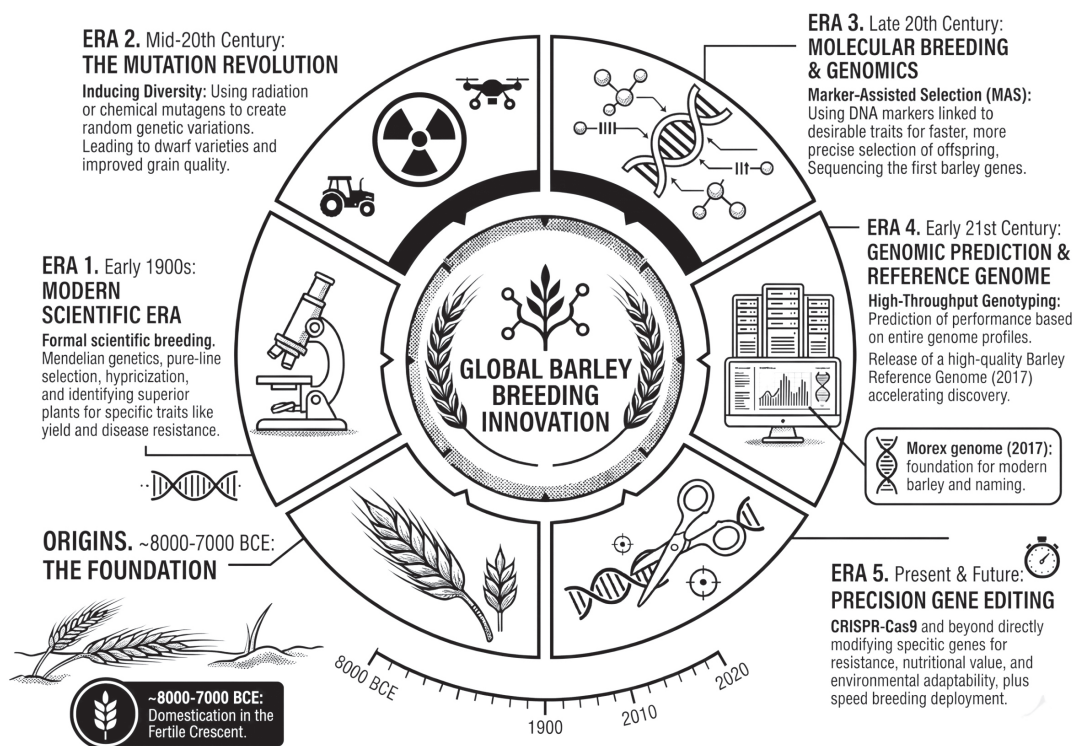 ERA 2. Mid-20th Century:
THE MUTATION REVOLUTION
Inducing Diversity: Using radiation
or chemical mutagens to create
random genetic variations.
Leading to dwarf varieties and
improved grain quality.
ERA 3. Late 20th Century:
MOLECULAR BREEDING
& GENOMICS
Marker-Assisted Selection (MAS):
Using DNA markers linked to
desirable traits for faster, more
precise selection of offspring,
Sequencing the first barley genes.
ERA 1. Early 1900s:
MODERN
SCIENTIFIC ERA
Formal scientific breeding.
Mendelian genetics, pure-line
selection, hypricization,
and identifying superior
plants for specific traits like
yield and disease resistance.
GLOBAL BARLEY
BREEDING
INNOVATION
ERA 4. Early 21st Century:
GENOMIC PREDICTION &
REFERENCE GENOME
High-Throughput Genotyping:
Prediction of performance based
on entire genome profiles.
Release of a high-quality Barley
Reference Genome (2017)
accelerating discovery.
Morex genome (2017):
foundation for modern
barley and naming.
ORIGINS. ~8000-7000 BCE:
THE FOUNDATION
~8000-7000 BCE:
Domestication in the
Fertile Crescent.
ERA 5. Present & Future:
PRECISION GENE EDITING
CRISPR-Cas9 and beyond directly
modifying specitic genes for
resistance, nutritional value, and
environmental adaptability, plus
speed breeding deployment.
8000 BCE
1900
2010
2020